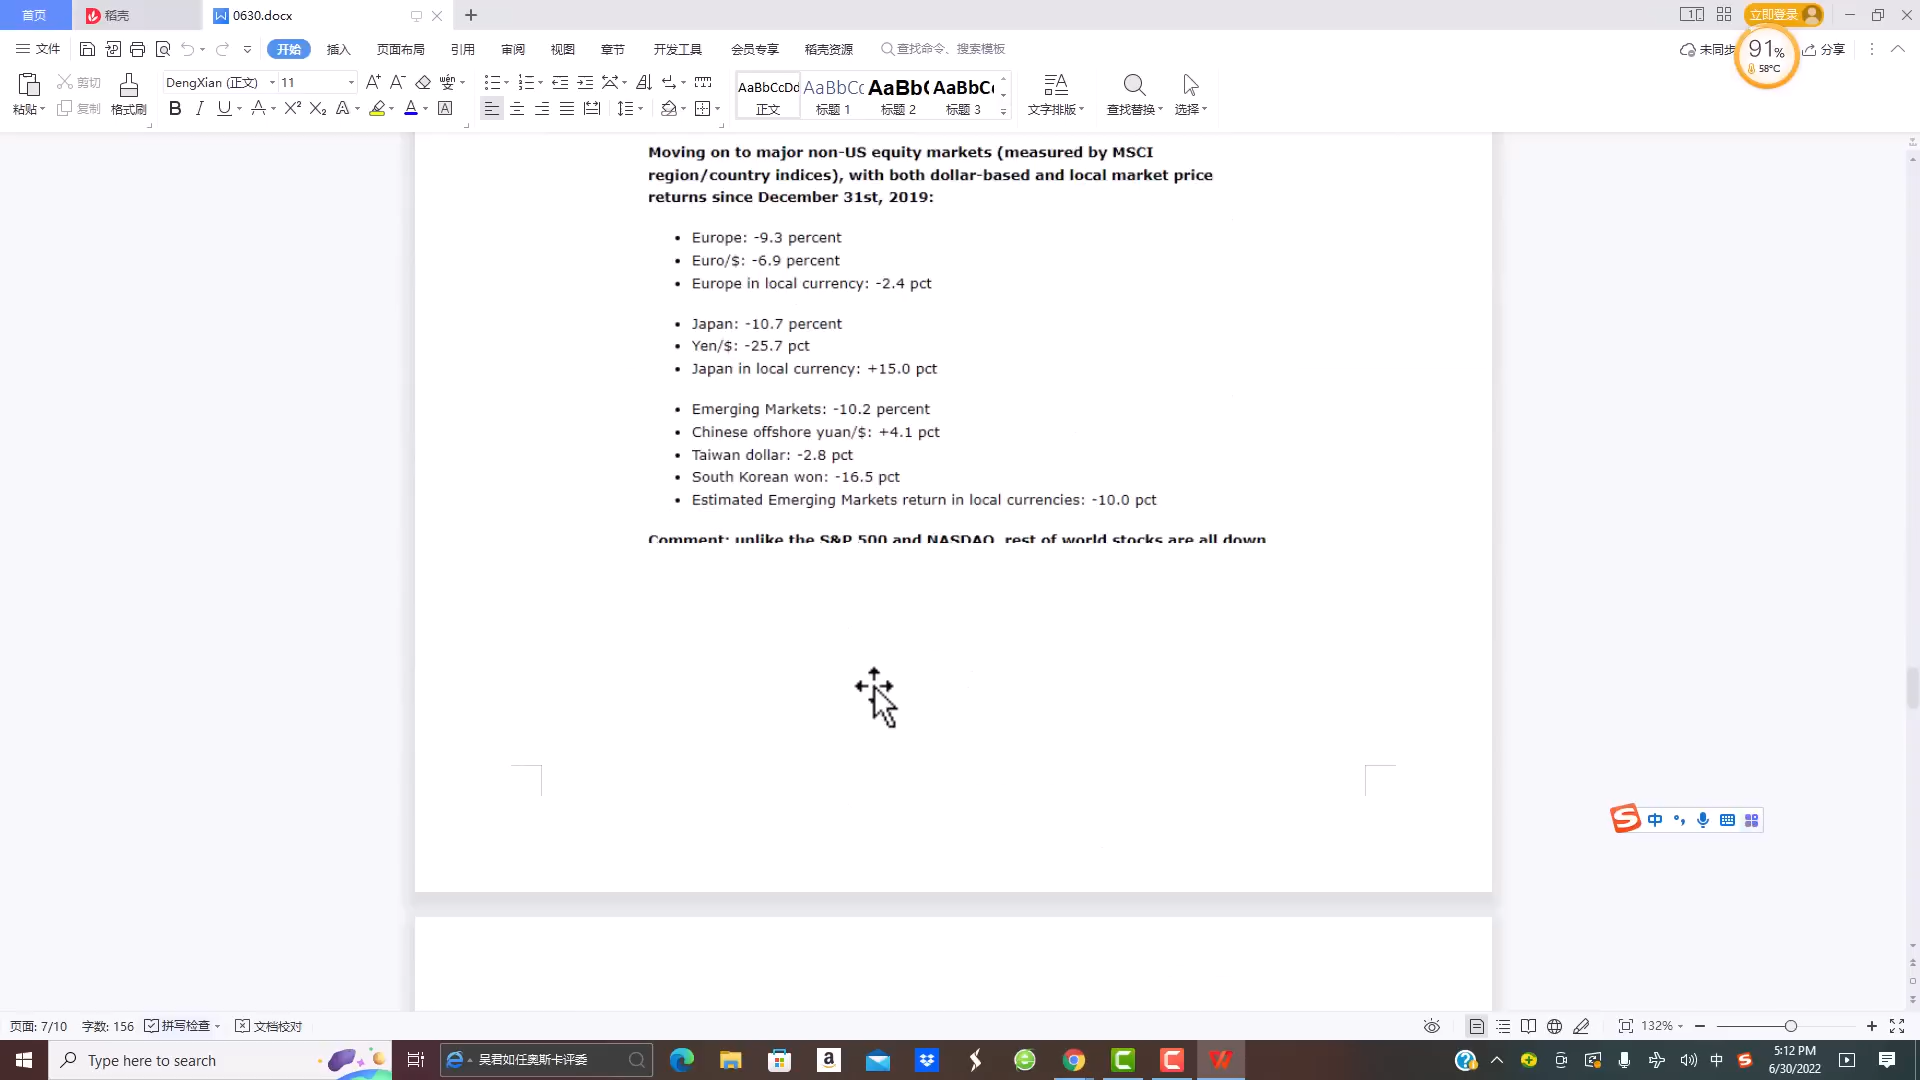 首页
稻壳
0630.docx
立即登录
文件
开始
插入
页面布局
引用
审阅
视图
章节
开发工具
会员专享
稻壳资源
查找命令、搜索模板
未同步
91%
58°C
分享
粘贴
剪切
复制
格式刷
DengXian (正文)
11
AaBbCcDd
正文
AaBbCc
标题 1
AaBb(
标题 2
AaBbC(
标题 3
文字排版
查找替换
选择
Moving on to major non-US equity markets (measured by MSCI
region/country indices), with both dollar-based and local market price
returns since December 31st, 2019:
• Europe: -9.3 percent
• Euro/$: -6.9 percent
• Europe in local currency: -2.4 pct
• Japan: -10.7 percent
• Yen/$: -25.7 pct
• Japan in local currency: +15.0 pct
• Emerging Markets: -10.2 percent
• Chinese offshore yuan/$: +4.1 pct
• Taiwan dollar: -2.8 pct
• South Korean won: -16.5 pct
• Estimated Emerging Markets return in local currencies: -10.0 pct
Comment: unlike the S&P 500 and NASDAQ, rest of world stocks are all down
中
页面: 7/10
字数: 156
拼写检查
文档校对
132%
Type here to search
吴君如任奥斯卡评委
中
5:12 PM
6/30/2022